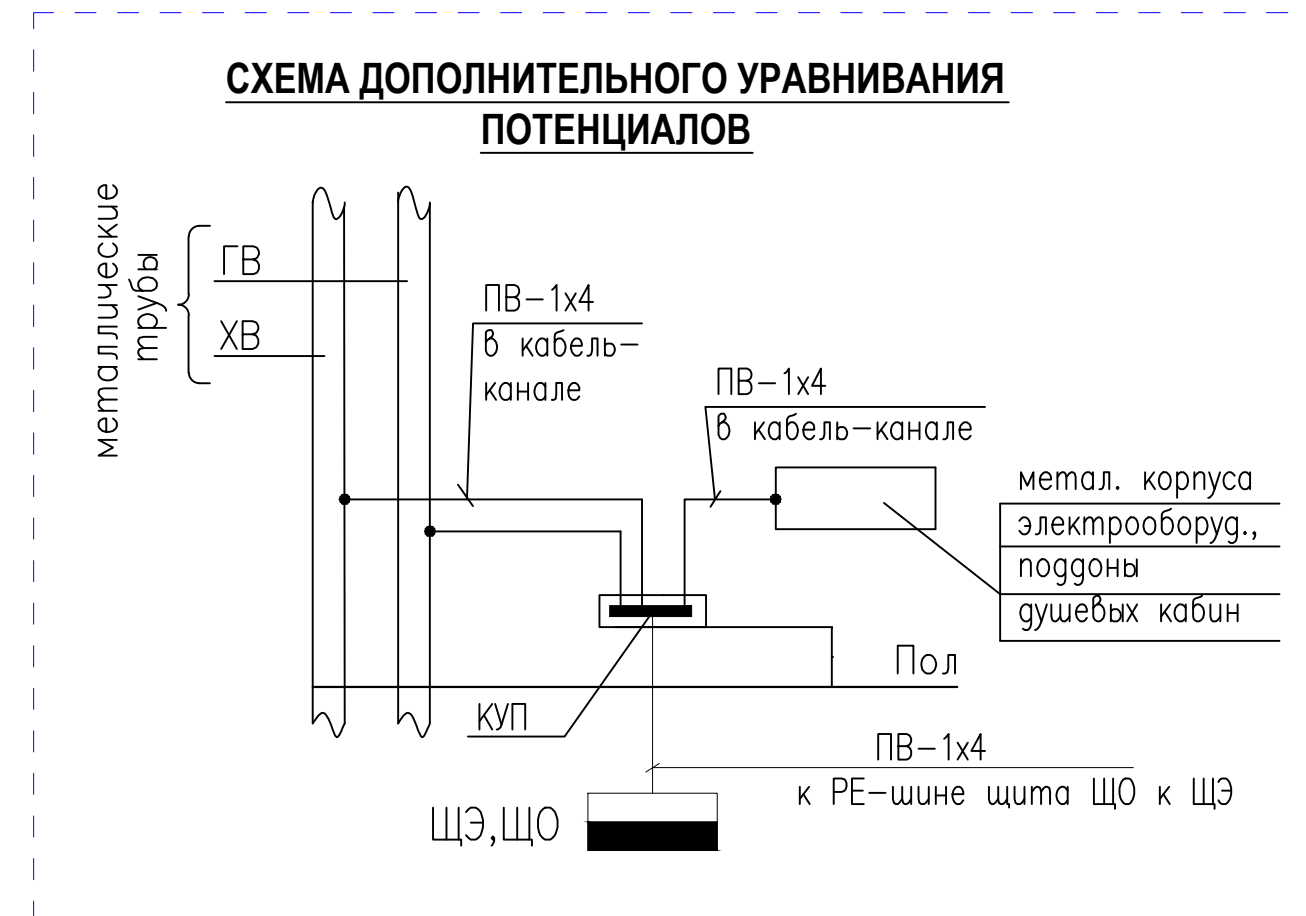 СХЕМА ДОПОЛНИТЕЛЬНОГО УРАВНИВАНИЯ
ПОТЕНЦИАЛОВ
металлические
трубы
ГВ
ХВ
ПВ-1х4
в кабель-
канале
ПВ-1х4
в кабель-канале
метал. корпуса
электрооборуд.,
поддоны
душевых кабин
Пол
КУП
ПВ-1х4
к РЕ-шине щита ЩО к ЩЭ
ЩЭ,ЩО